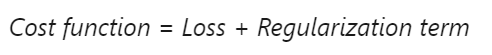 Cost function = Loss + Regularization term